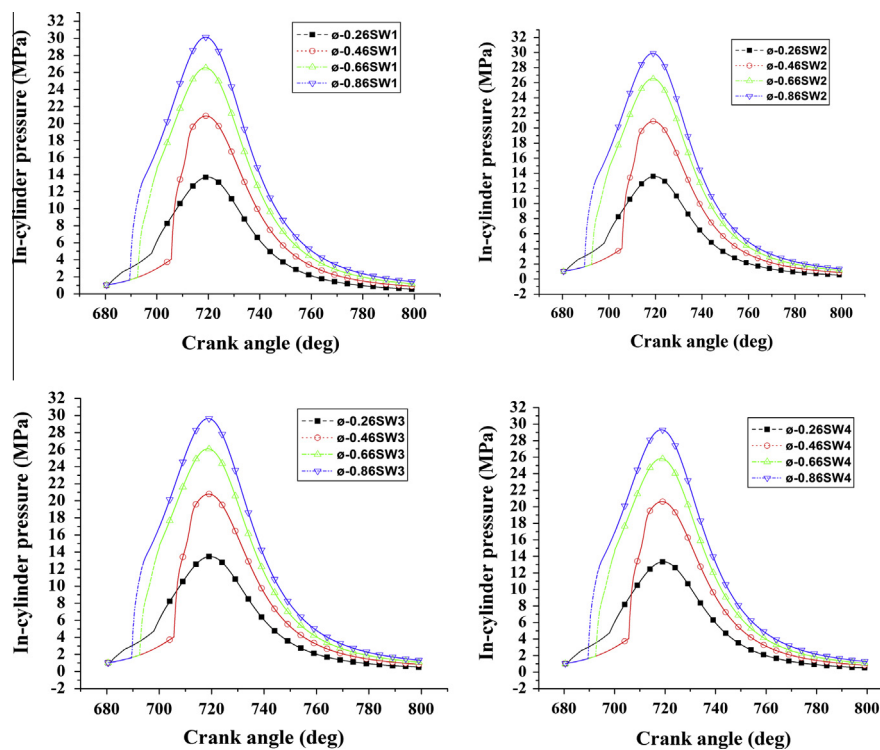 In-cylinder pressure (MPa)
32
30
28
26
24
22
20
18
16
14
12
10
8
6
4
2
0
680 700 720 740 760 780 800
Crank angle (deg)
ø-0.26SW1
ø-0.46SW1
ø-0.66SW1
ø-0.86SW1
In-cylinder pressure (MPa)
32
30
28
26
24
22
20
18
16
14
12
10
8
6
4
2
0
-2
680 700 720 740 760 780 800
Crank angle (deg)
ø-0.26SW2
ø-0.46SW2
ø-0.66SW2
ø-0.86SW2
In-cylinder pressure (MPa)
32
30
28
26
24
22
20
18
16
14
12
10
8
6
4
2
0
-2
680 700 720 740 760 780 800
Crank angle (deg)
ø-0.26SW3
ø-0.46SW3
ø-0.66SW3
ø-0.86SW3
In-cylinder pressure (MPa)
32
30
28
26
24
22
20
18
16
14
12
10
8
6
4
2
0
-2
680 700 720 740 760 780 800
Crank angle (deg)
ø-0.26SW4
ø-0.46SW4
ø-0.66SW4
ø-0.86SW4